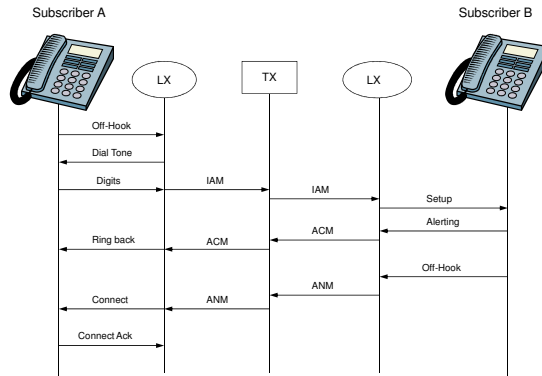 Subscriber A
Subscriber B
LX
TX
LX
Off-Hook
Dial Tone
Digits
IAM
IAM
Setup
Alerting
ACM
Ring back
ACM
Off-Hook
ANM
Connect
ANM
Connect Ack